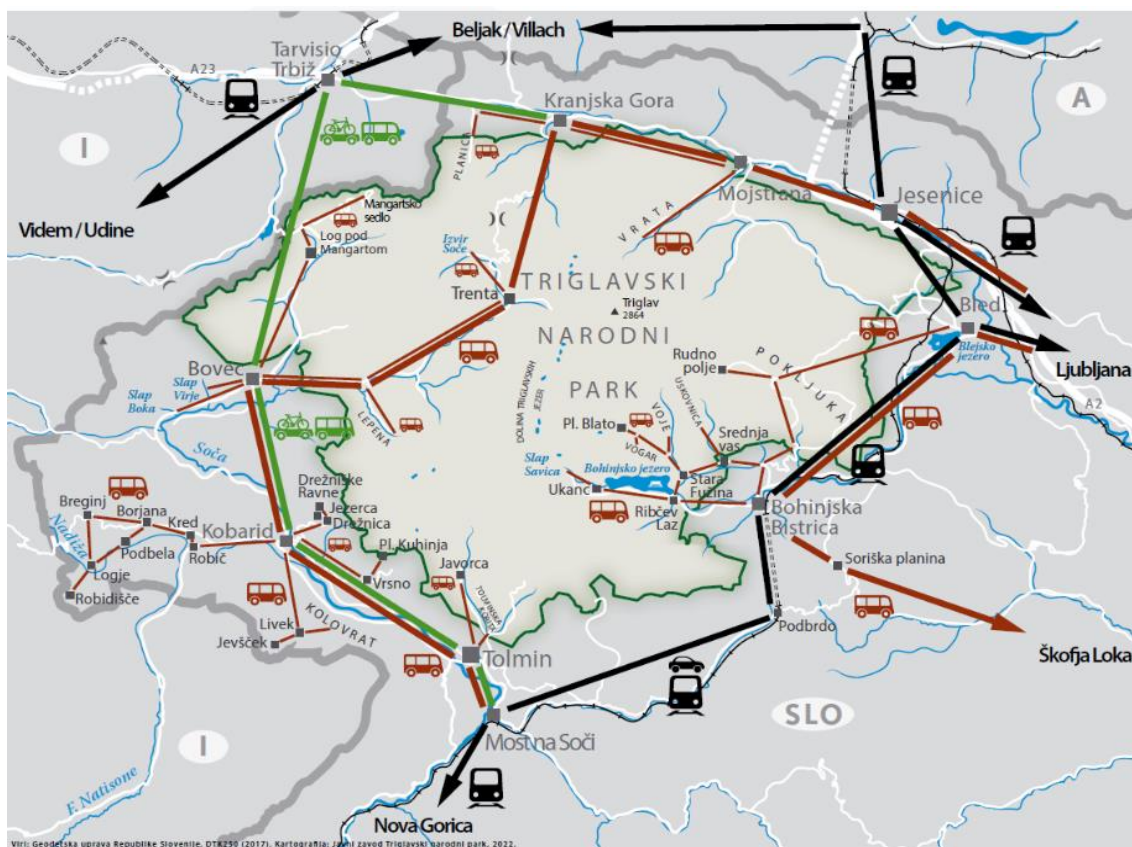 Beljak / Villach
Tarvisio
Trbiž
A23
Kranjska Gora
A
I
PLANICA
Mojstrana
Jesenice
VRATA
Videm / Udine
Mangartsko
sedlo
Log pod
Mangartom
Izvir
Soče
Trenta
TRIGLAVSKI
Triglav
2864
NARODNI
PARK
Bled
Blejsko
jezero
Ljubljana
A2
Rudno
polje
POKLJUKA
Bovec
Slap
Virje
Slap
Boka
LEPENA
DOLINA TRIGLAVSKIH
JEZER
USKOVNICA
VOJE
Pl. Blato
VOGAR
Srednja
vas
Soča
Slap
Savica
Bohinjsko jezero
Stara
Fužina
Ukanc
Ribčev
Laz
Bohinjska
Bistrica
Drežniške
Ravne
Jezerca
Drežnica
Breginj
Borjana
Kred
Kobarid
Nadiža
Podbela
Robič
Pl. Kuhinja
Javorca
Soriška planina
Logje
Vrsno
Robidišče
Livek
KOLOVRAT
Jevšček
Podbrdo
Tolmin
Škofja Loka
SLO
Most na Soči
I
F. Natisone
Nova Gorica
Viri: Geodetska uprava Republike Slovenije, DTK250 (2017). Kartografija: Javni zavod Triglavski narodni park, 2022.